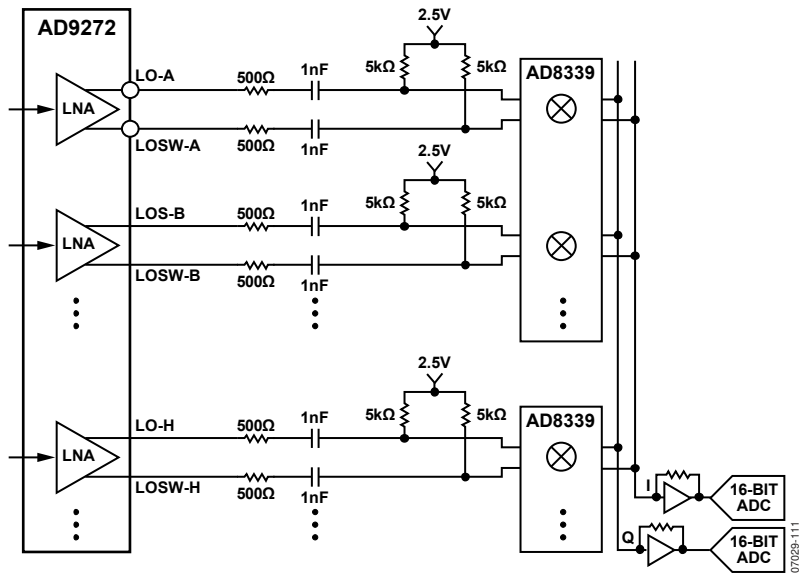 AD9272
LNA
LO-A
500Ω
1nF
2.5V
5kΩ
5kΩ
AD8339
LOSW-A
500Ω
1nF
LNA
LOS-B
500Ω
1nF
2.5V
5kΩ
5kΩ
LOSW-B
500Ω
1nF
LNA
LO-H
500Ω
1nF
2.5V
5kΩ
5kΩ
AD8339
LOSW-H
500Ω
1nF
I
16-BIT
ADC
Q
16-BIT
ADC
07029-111